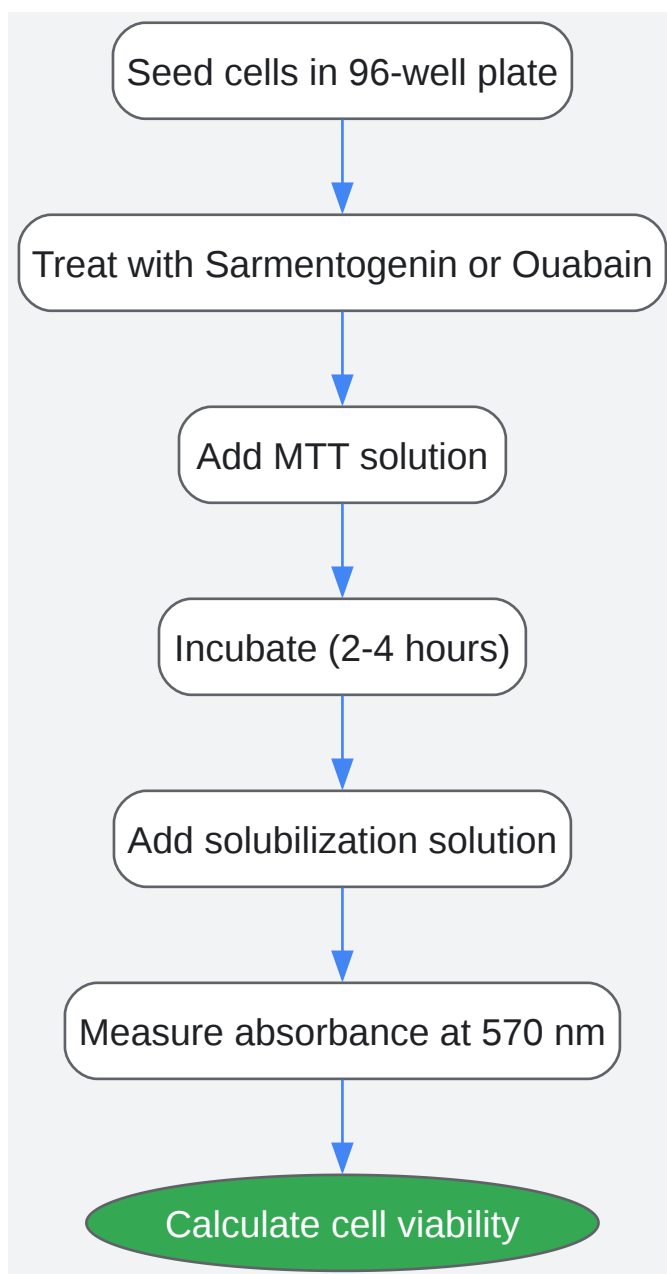 Seed cells in 96-well plate
Treat with Sarmentogenin or Ouabain
Add MTT solution
Incubate (2-4 hours)
Add solubilization solution
Measure absorbance at 570 nm
Calculate cell viability